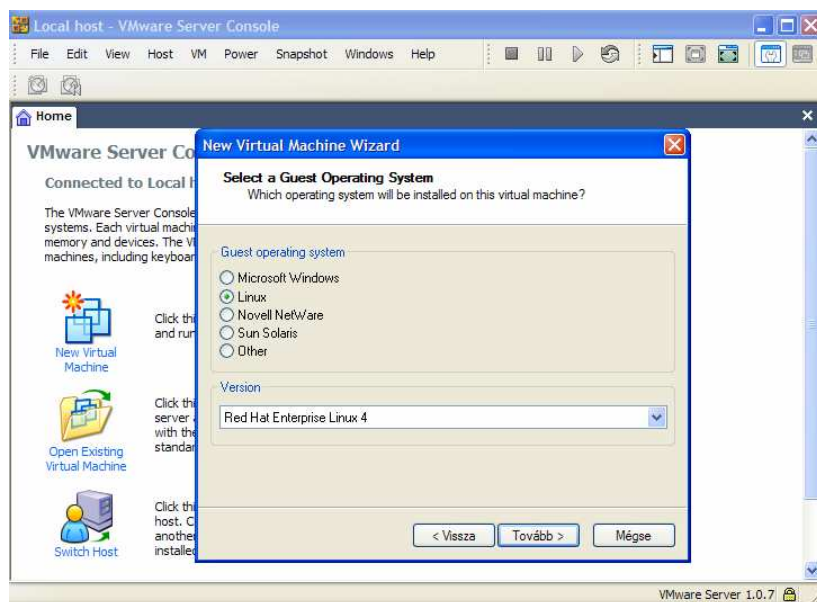 Local host - VMware Server Console
File Edit View Host VM Power Snapshot Windows Help
Home
VMware Server Co
Connected to Local h
The VMware Server Console
systems. Each virtual machi
memory and devices. The V
machines, including keyboar
New Virtual
Machine
Click thi
and run
Open Existing
Virtual Machine
Click thi
server
with the
standar
Switch Host
Click thi
host. C
another
installed
New Virtual Machine Wizard
Select a Guest Operating System
Which operating system will be installed on this virtual machine?
Guest operating system
Microsoft Windows
Linux
Novell NetWare
Sun Solaris
Other
Version
Red Hat Enterprise Linux 4
< Vissza
Tovább >
Mégse
VMware Server 1.0.7